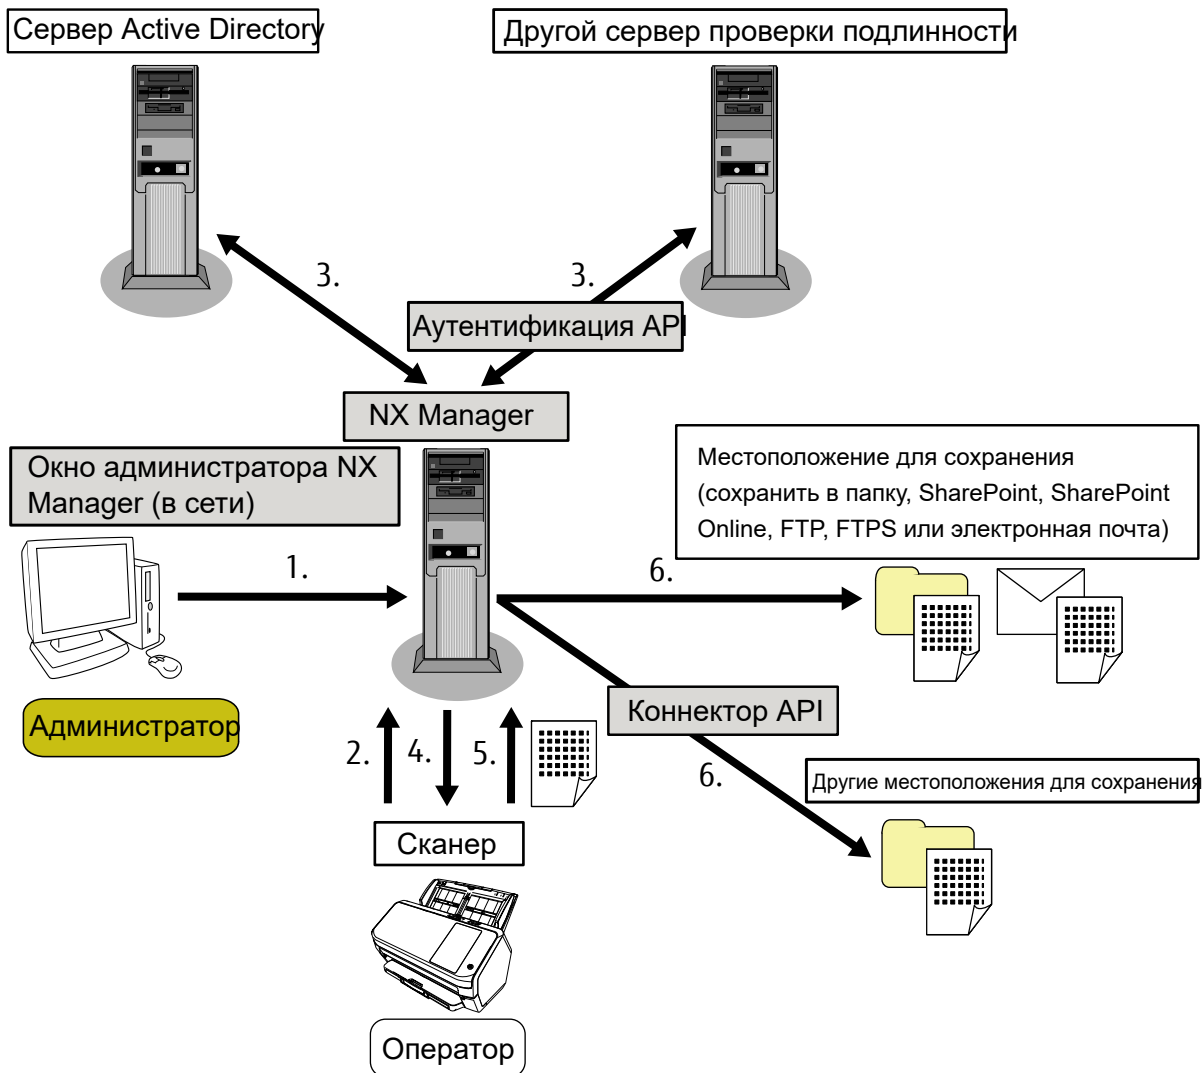 Сервер Active Directory
Другой сервер проверки подлинности
3.
3.
Аутентификация API
NX Manager
Окно администратора NX
Manager (в сети)
Местоположение для сохранения
(сохранить в папку, SharePoint, SharePoint
Online, FTP, FTPS или электронная почта)
1.
6.
Администратор
Коннектор API
2.
4.
5.
6.
Другие местоположения для сохранения
Сканер
Оператор